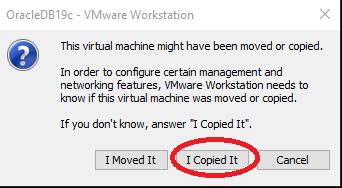 OracleDB19c - VMware Workstation
This virtual machine might have been moved or copied.
In order to configure certain management and
networking features, VMware Workstation needs to
know if this virtual machine was moved or copied.
If you don't know, answer "I Copied It".
I Moved It I Copied It Cancel